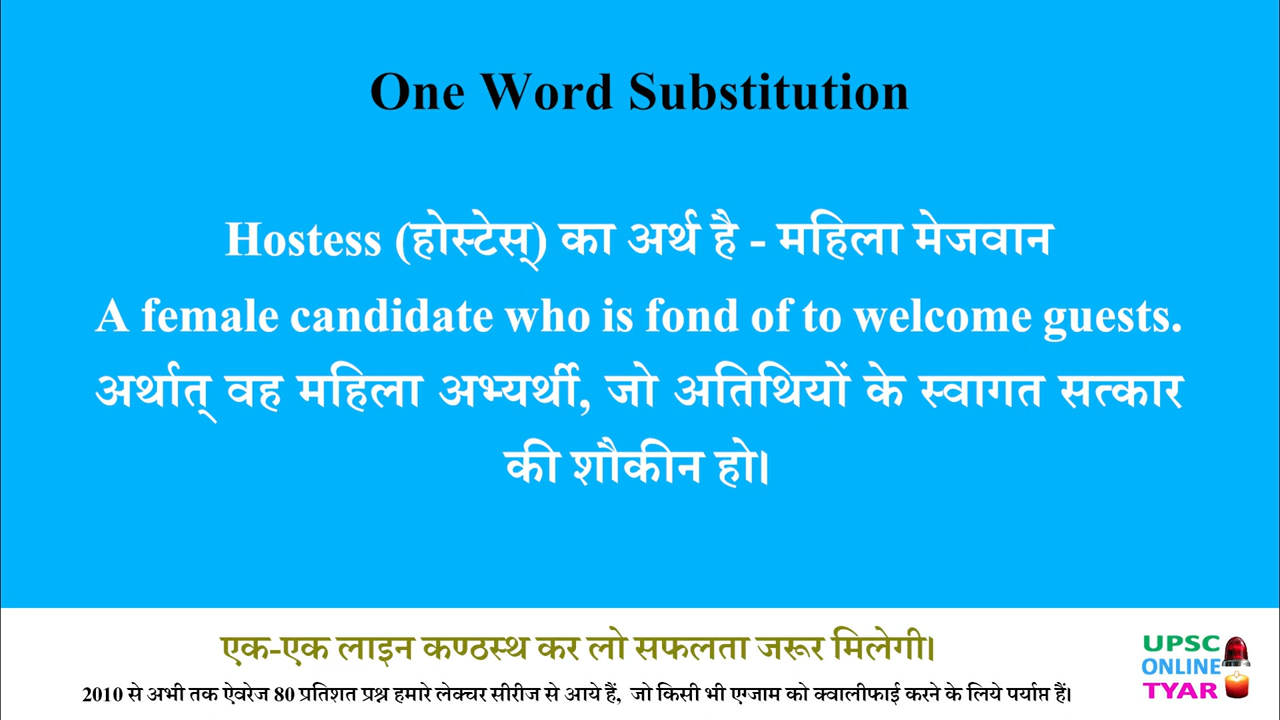 One Word Substitution
Hostess (होस्टेस्) का अर्थ है - महिला मेजवान
A female candidate who is fond of to welcome guests.
अर्थात् वह महिला अभ्यर्थी, जो अतिथियों के स्वागत सत्कार
की शौकीन हो।
एक-एक लाइन कण्ठस्थ कर लो सफलता जरूर मिलेगी।
2010 से अभी तक ऐवरेज 80 प्रतिशत प्रश्न हमारे लेक्चर सीरीज से आये हैं, जो किसी भी एग्जाम को क्वालीफाई करने के लिये पर्याप्त हैं।
UPSC
ONLINE
TYAR